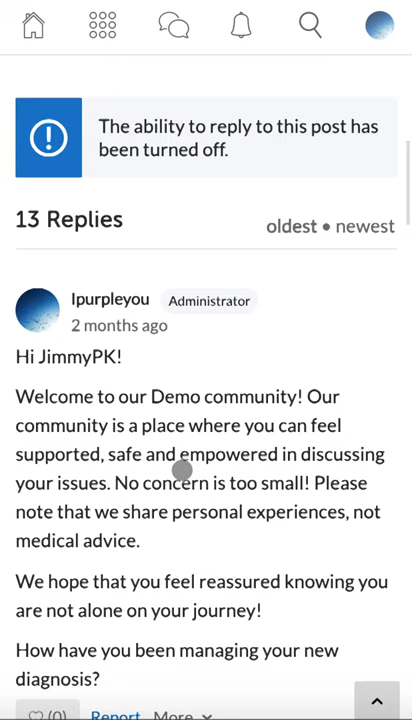 The ability to reply to this post has
been turned off.
13 Replies
oldest • newest
Ipurpleyou Administrator
2 months ago
Hi JimmyPK!
Welcome to our Demo community! Our
community is a place where you can feel
supported, safe and empowered in discussing
your issues. No concern is too small! Please
note that we share personal experiences, not
medical advice.
We hope that you feel reassured knowing you
are not alone on your journey!
How have you been managing your new
diagnosis?
(0) Report More